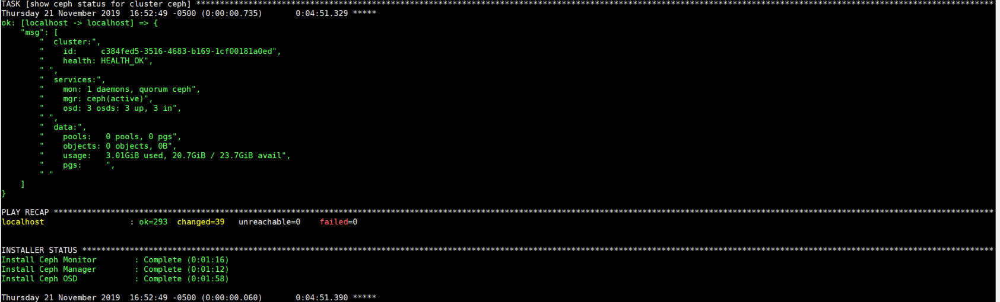 TASK [show ceph status for cluster ceph] ************************************************************************************************************************************************************************
Thursday 21 November 2019  16:52:49 -0500 (0:00:00.735)       0:04:51.329 *****
ok: [localhost -> localhost] => {
    "msg": [
        "  cluster:",
        "    id:     c384fed5-3516-4683-b169-1cf00181a0ed",
        "    health: HEALTH_OK",
        " ",
        "  services:",
        "    mon: 1 daemons, quorum ceph",
        "    mgr: ceph(active)",
        "    osd: 3 osds: 3 up, 3 in",
        " ",
        "  data:",
        "    pools:   0 pools, 0 pgs",
        "    objects: 0 objects, 0B",
        "    usage:   3.01GiB used, 20.7GiB / 23.7GiB avail",
        "    pgs:     ",
        " "
    ]
}
PLAY RECAP ******************************************************************************************************************************************************************************************************
localhost                  : ok=293  changed=39   unreachable=0    failed=0
INSTALLER STATUS ************************************************************************************************************************************************************************************************
Install Ceph Monitor        : Complete (0:01:16)
Install Ceph Manager        : Complete (0:01:12)
Install Ceph OSD            : Complete (0:01:58)
Thursday 21 November 2019  16:52:49 -0500 (0:00:00.060)       0:04:51.390 *****